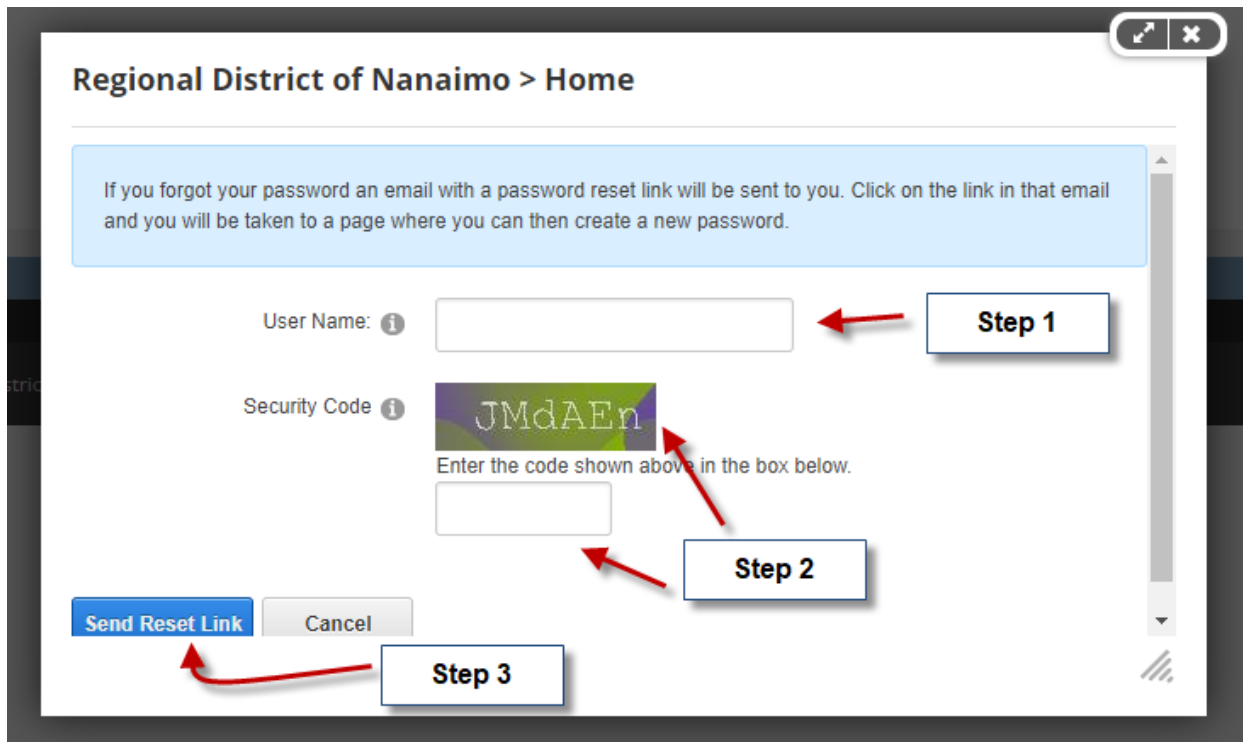 Regional District of Nanaimo > Home
If you forgot your password an email with a password reset link will be sent to you. Click on the link in that email
and you will be taken to a page where you can then create a new password.
User Name:
Step 1
Security Code
JMdAEn
Enter the code shown above in the box below.
Step 2
Send Reset Link
Cancel
Step 3